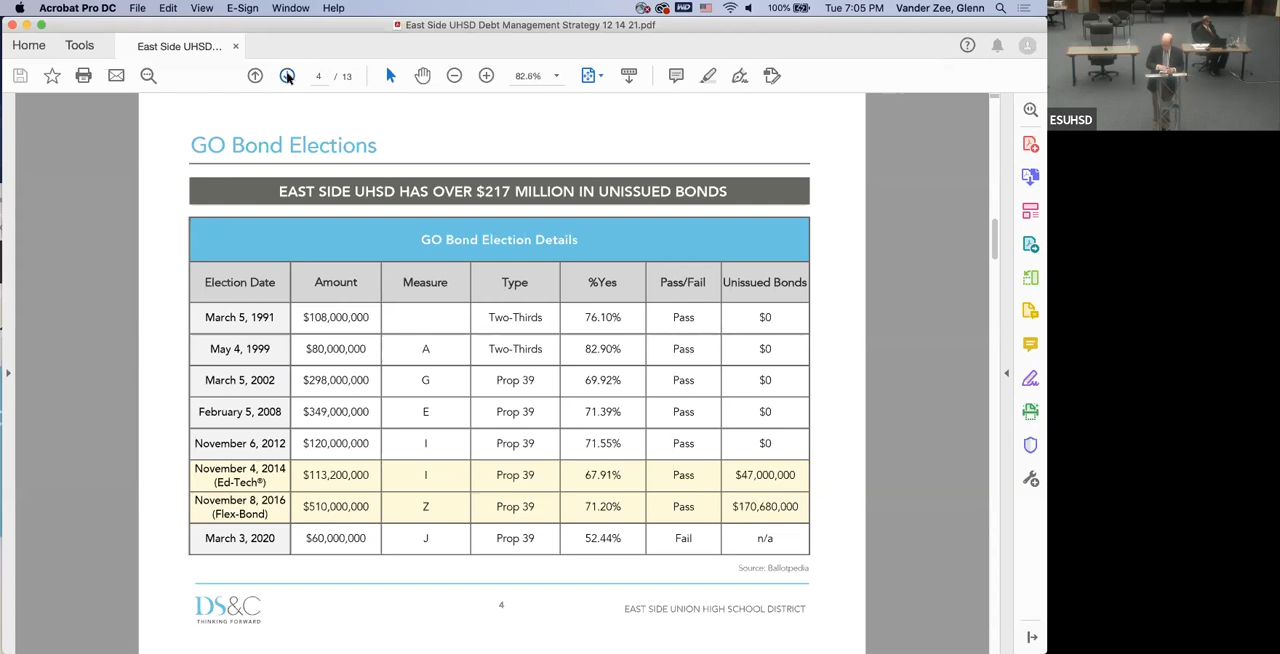 Acrobat Pro DC File Edit View E-Sign Window Help 100% Tue 7:05 PM Vander Zee, Glenn
East Side UHSD Debt Management Strategy 12 14 21.pdf
Home Tools East Side UHSD... ×
4 / 13 82.6%
ESUHSD
GO Bond Elections
EAST SIDE UHSD HAS OVER $217 MILLION IN UNISSUED BONDS
GO Bond Election Details
Election Date Amount Measure Type %Yes Pass/Fail Unissued Bonds
March 5, 1991 $108,000,000 Two-Thirds 76.10% Pass $0
May 4, 1999 $80,000,000 A Two-Thirds 82.90% Pass $0
March 5, 2002 $298,000,000 G Prop 39 69.92% Pass $0
February 5, 2008 $349,000,000 E Prop 39 71.39% Pass $0
November 6, 2012 $120,000,000 I Prop 39 71.55% Pass $0
November 4, 2014 (Ed-Tech®) $113,200,000 I Prop 39 67.91% Pass $47,000,000
November 8, 2016 (Flex-Bond) $510,000,000 Z Prop 39 71.20% Pass $170,680,000
March 3, 2020 $60,000,000 J Prop 39 52.44% Fail n/a
Source: Ballotpedia
DS&C
THINKING FORWARD
4
EAST SIDE UNION HIGH SCHOOL DISTRICT